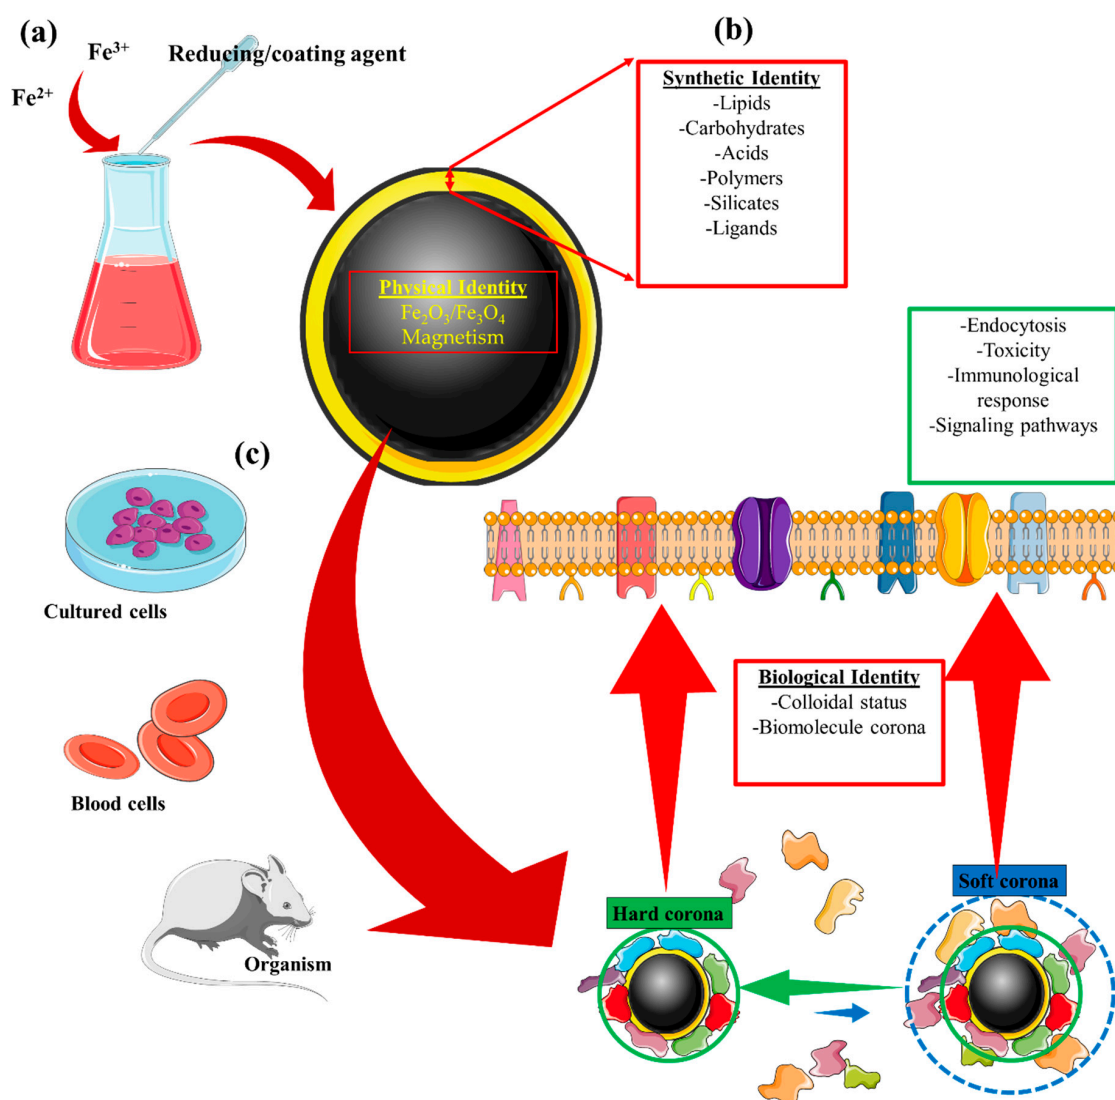 (a)
Fe³⁺
Fe²⁺
Reducing/coating agent
(b)
Synthetic Identity
-Lipids
-Carbohydrates
-Acids
-Polymers
-Silicates
-Ligands
Physical Identity
Fe₂O₃/Fe₃O₄
Magnetism
-Endocytosis
-Toxicity
-Immunological
response
-Signaling pathways
(c)
Cultured cells
Blood cells
Organism
Biological Identity
-Colloidal status
-Biomolecule corona
Hard corona
Soft corona